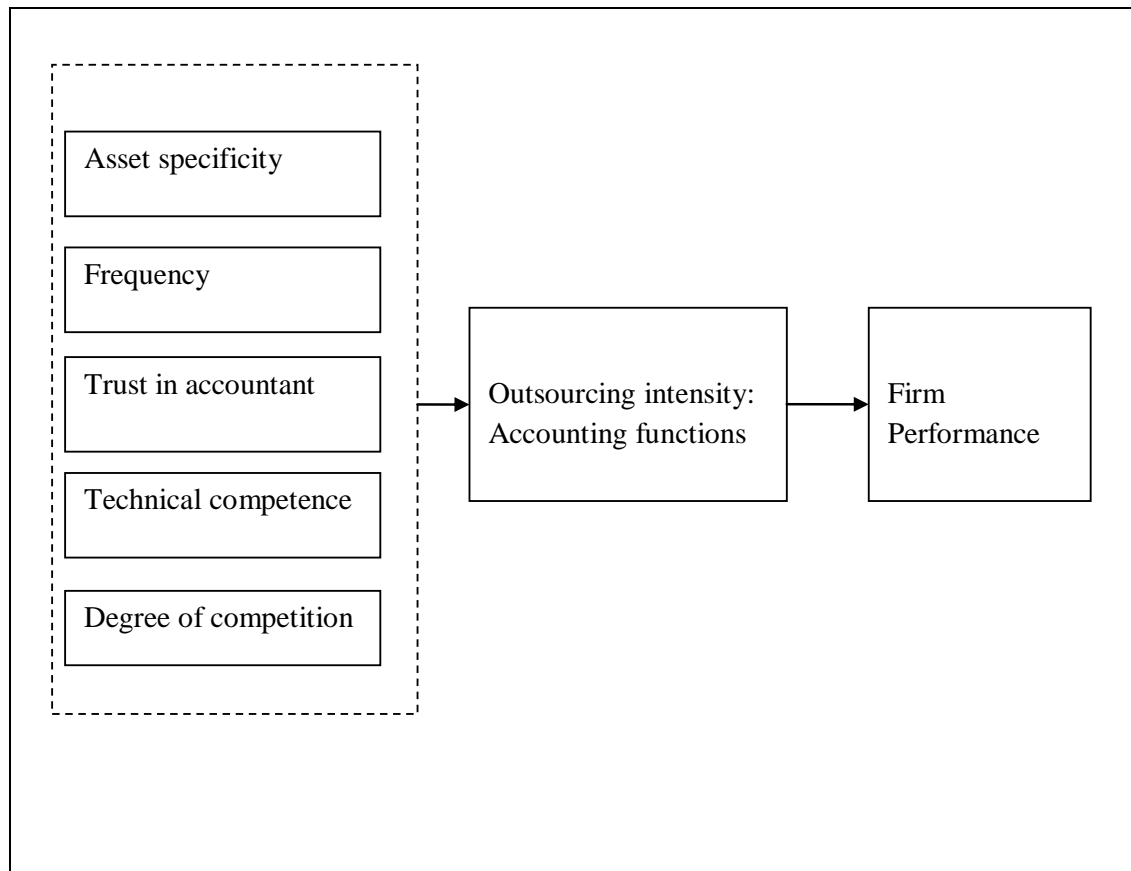 Asset specificity
Frequency
Trust in accountant
Technical competence
Degree of competition
Outsourcing intensity:
Accounting functions
Firm
Performance